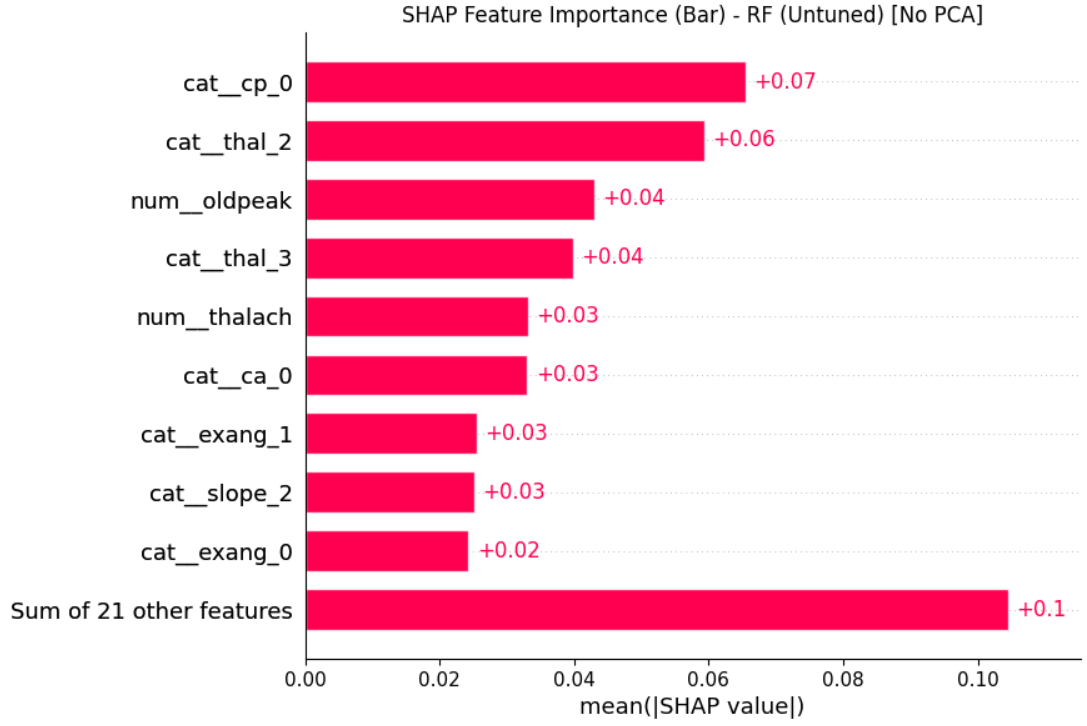 SHAP Feature Importance (Bar) - RF (Untuned) [No PCA]
cat__cp_0 +0.07
cat__thal_2 +0.06
num__oldpeak +0.04
cat__thal_3 +0.04
num__thalach +0.03
cat__ca_0 +0.03
cat__exang_1 +0.03
cat__slope_2 +0.03
cat__exang_0 +0.02
Sum of 21 other features +0.1
0.00 0.02 0.04 0.06 0.08 0.10
mean(|SHAP value|)